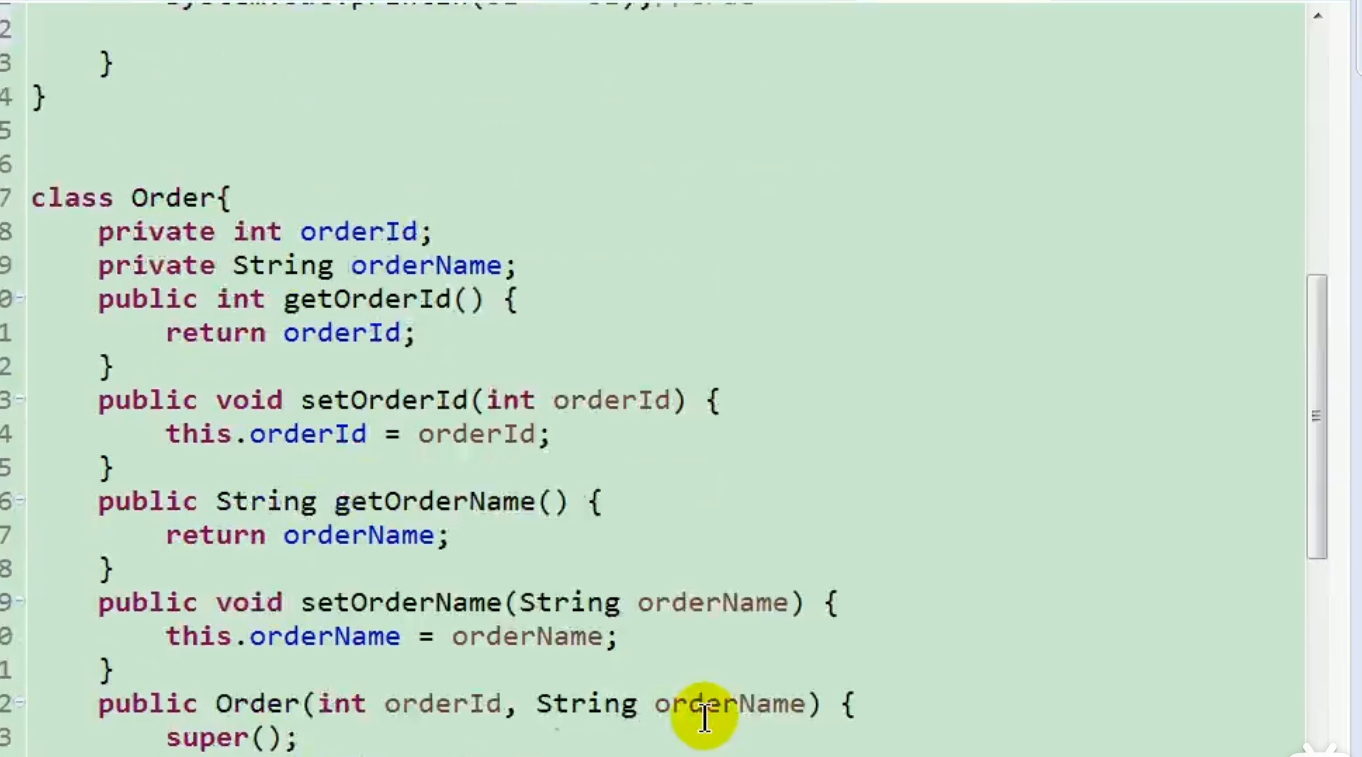 2
3 }
4 }
5
6
7 class Order{
8 private int orderId;
9 private String orderName;
0 public int getOrderId() {
1 return orderId;
2 }
3 public void setOrderId(int orderId) {
4 this.orderId = orderId;
5 }
6 public String getOrderName() {
7 return orderName;
8 }
9 public void setOrderName(String orderName) {
0 this.orderName = orderName;
1 }
2 public Order(int orderId, String orderName) {
3 super();